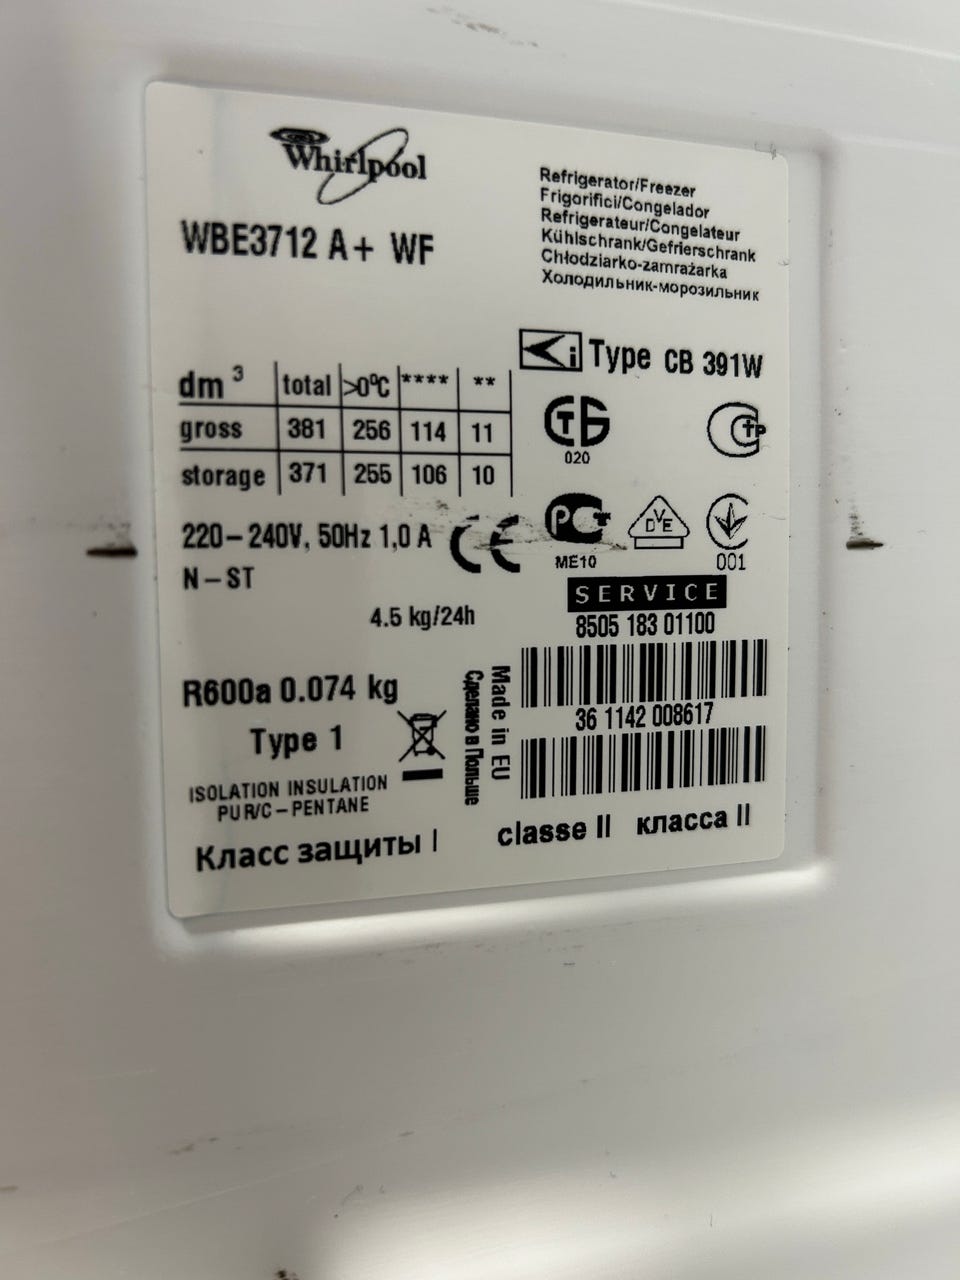 Whirlpool
WBE3712 A+ WF
Refrigerator/Freezer
Frigorifici/Congelador
Refrigerateur/Congelateur
Kühlschrank/Gefrierschrank
Chłodziarko-zamrażarka
Холодильник-морозильник
i Type CB 391W
dm³ total >0°C **** **
gross 381 256 114 11
storage 371 255 106 10
020
220-240V, 50Hz 1,0 A CE
ME10
DVE
001
N-ST
SERVICE
4.5 kg/24h
8505 183 01100
R600a 0.074 kg
Type 1
Made in EU
Сделано в Польше
36 1142 008617
ISOLATION INSULATION
PUR/C-PENTANE
Класс защиты I
classe II класса II